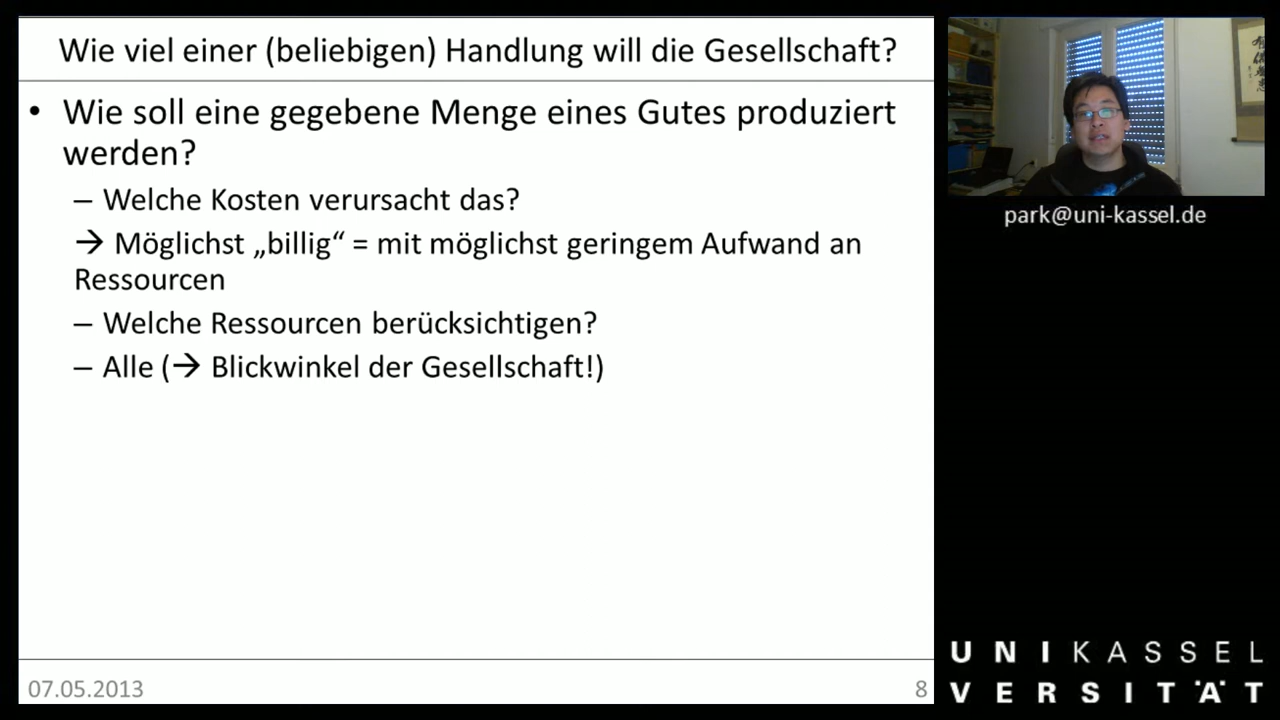 Wie viel einer (beliebigen) Handlung will die Gesellschaft?
• Wie soll eine gegebene Menge eines Gutes produziert
werden?
– Welche Kosten verursacht das?
→ Möglichst „billig“ = mit möglichst geringem Aufwand an
Ressourcen
– Welche Ressourcen berücksichtigen?
– Alle (→ Blickwinkel der Gesellschaft!)
07.05.2013
8
park@uni-kassel.de
UNIKASSEL
VERSITÄT